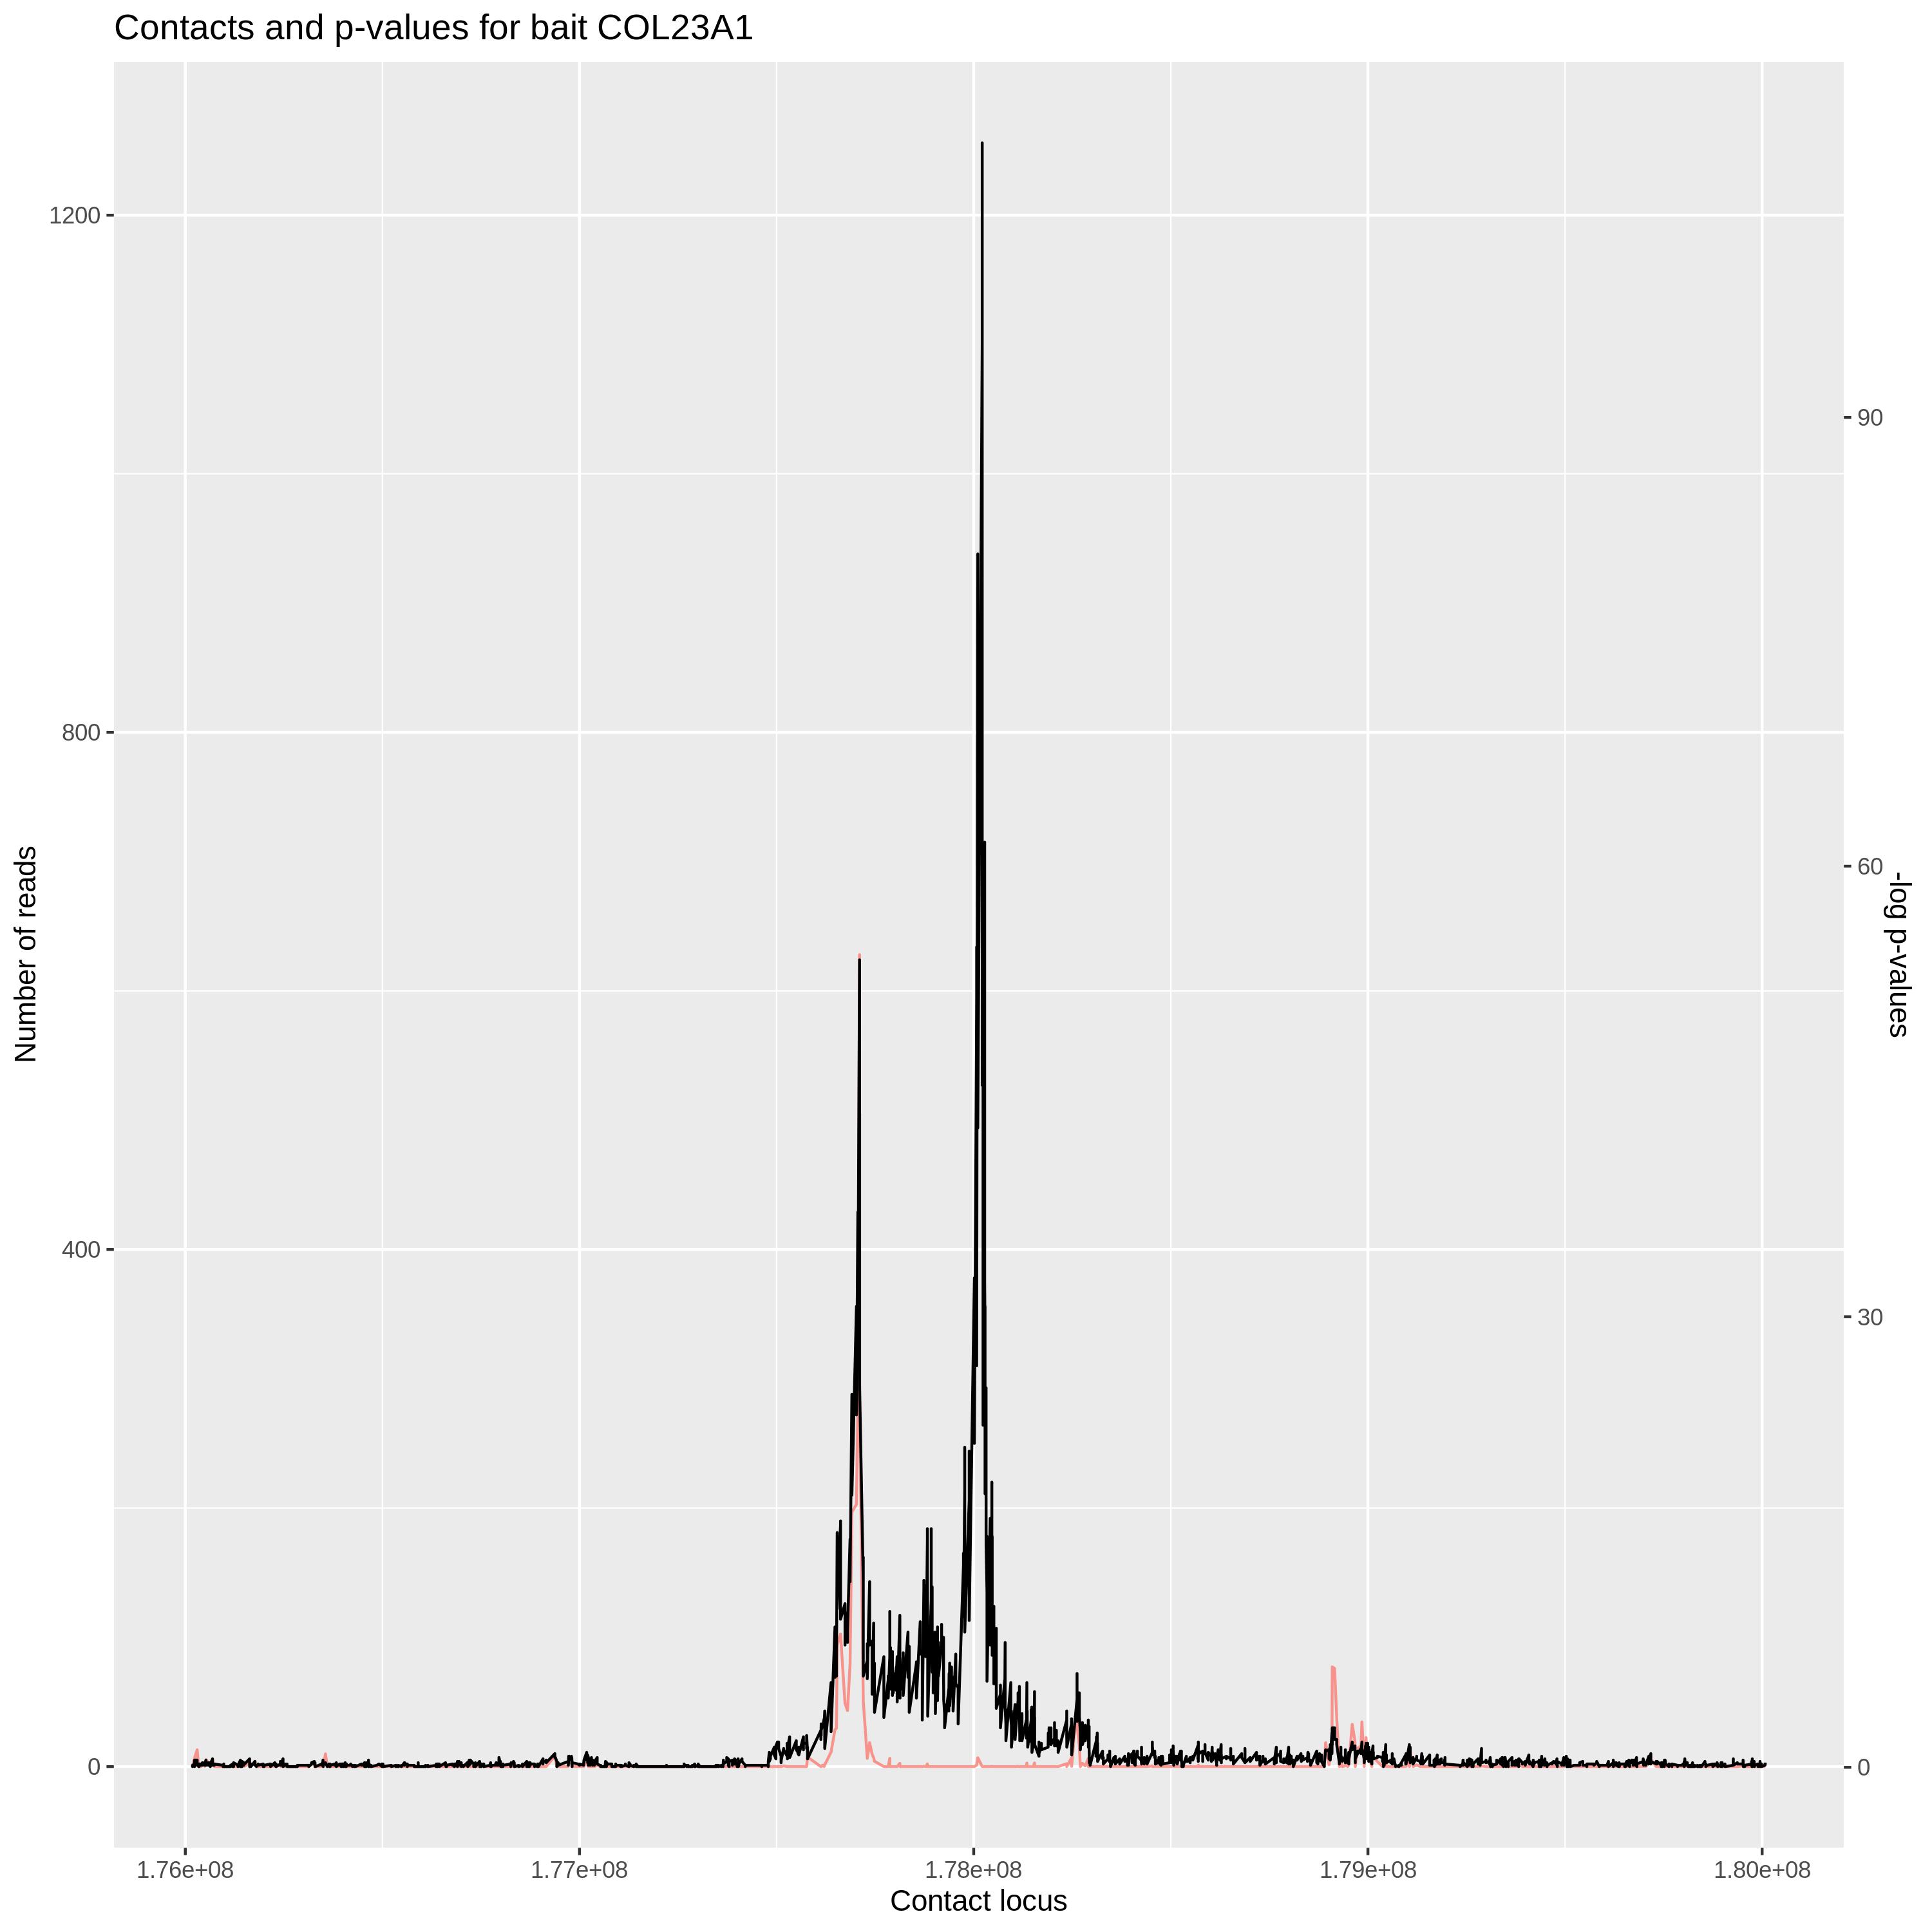 Contacts and p-values for bait COL23A1
1200
800
400
0
Number of reads
90
60
30
0
-log p-values
1.76e+08
1.77e+08
1.78e+08
1.79e+08
1.80e+08
Contact locus